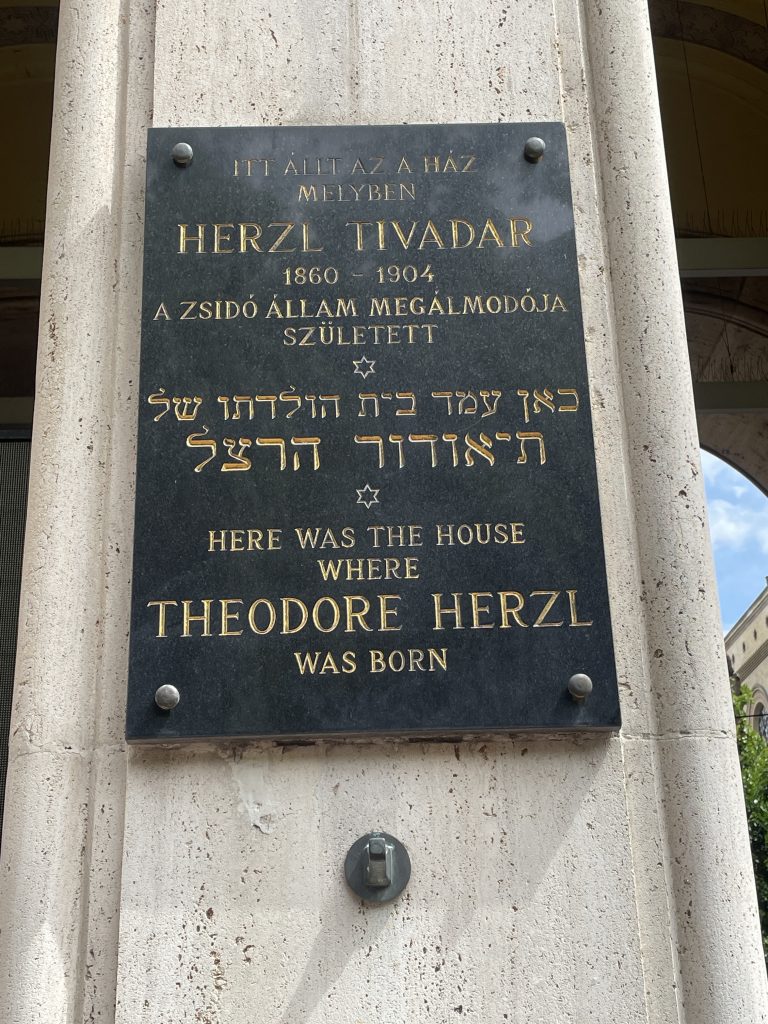 ITT ÁLLT AZ A HÁZ
MELYBEN
HERZL TIVADAR
1860 - 1904
A ZSIDÓ ÁLLAM MEGÁLMODÓJA
SZÜLETETT
כאן עמד בית הולדתו של
תיאודור הרצל
HERE WAS THE HOUSE
WHERE
THEODORE HERZL
WAS BORN